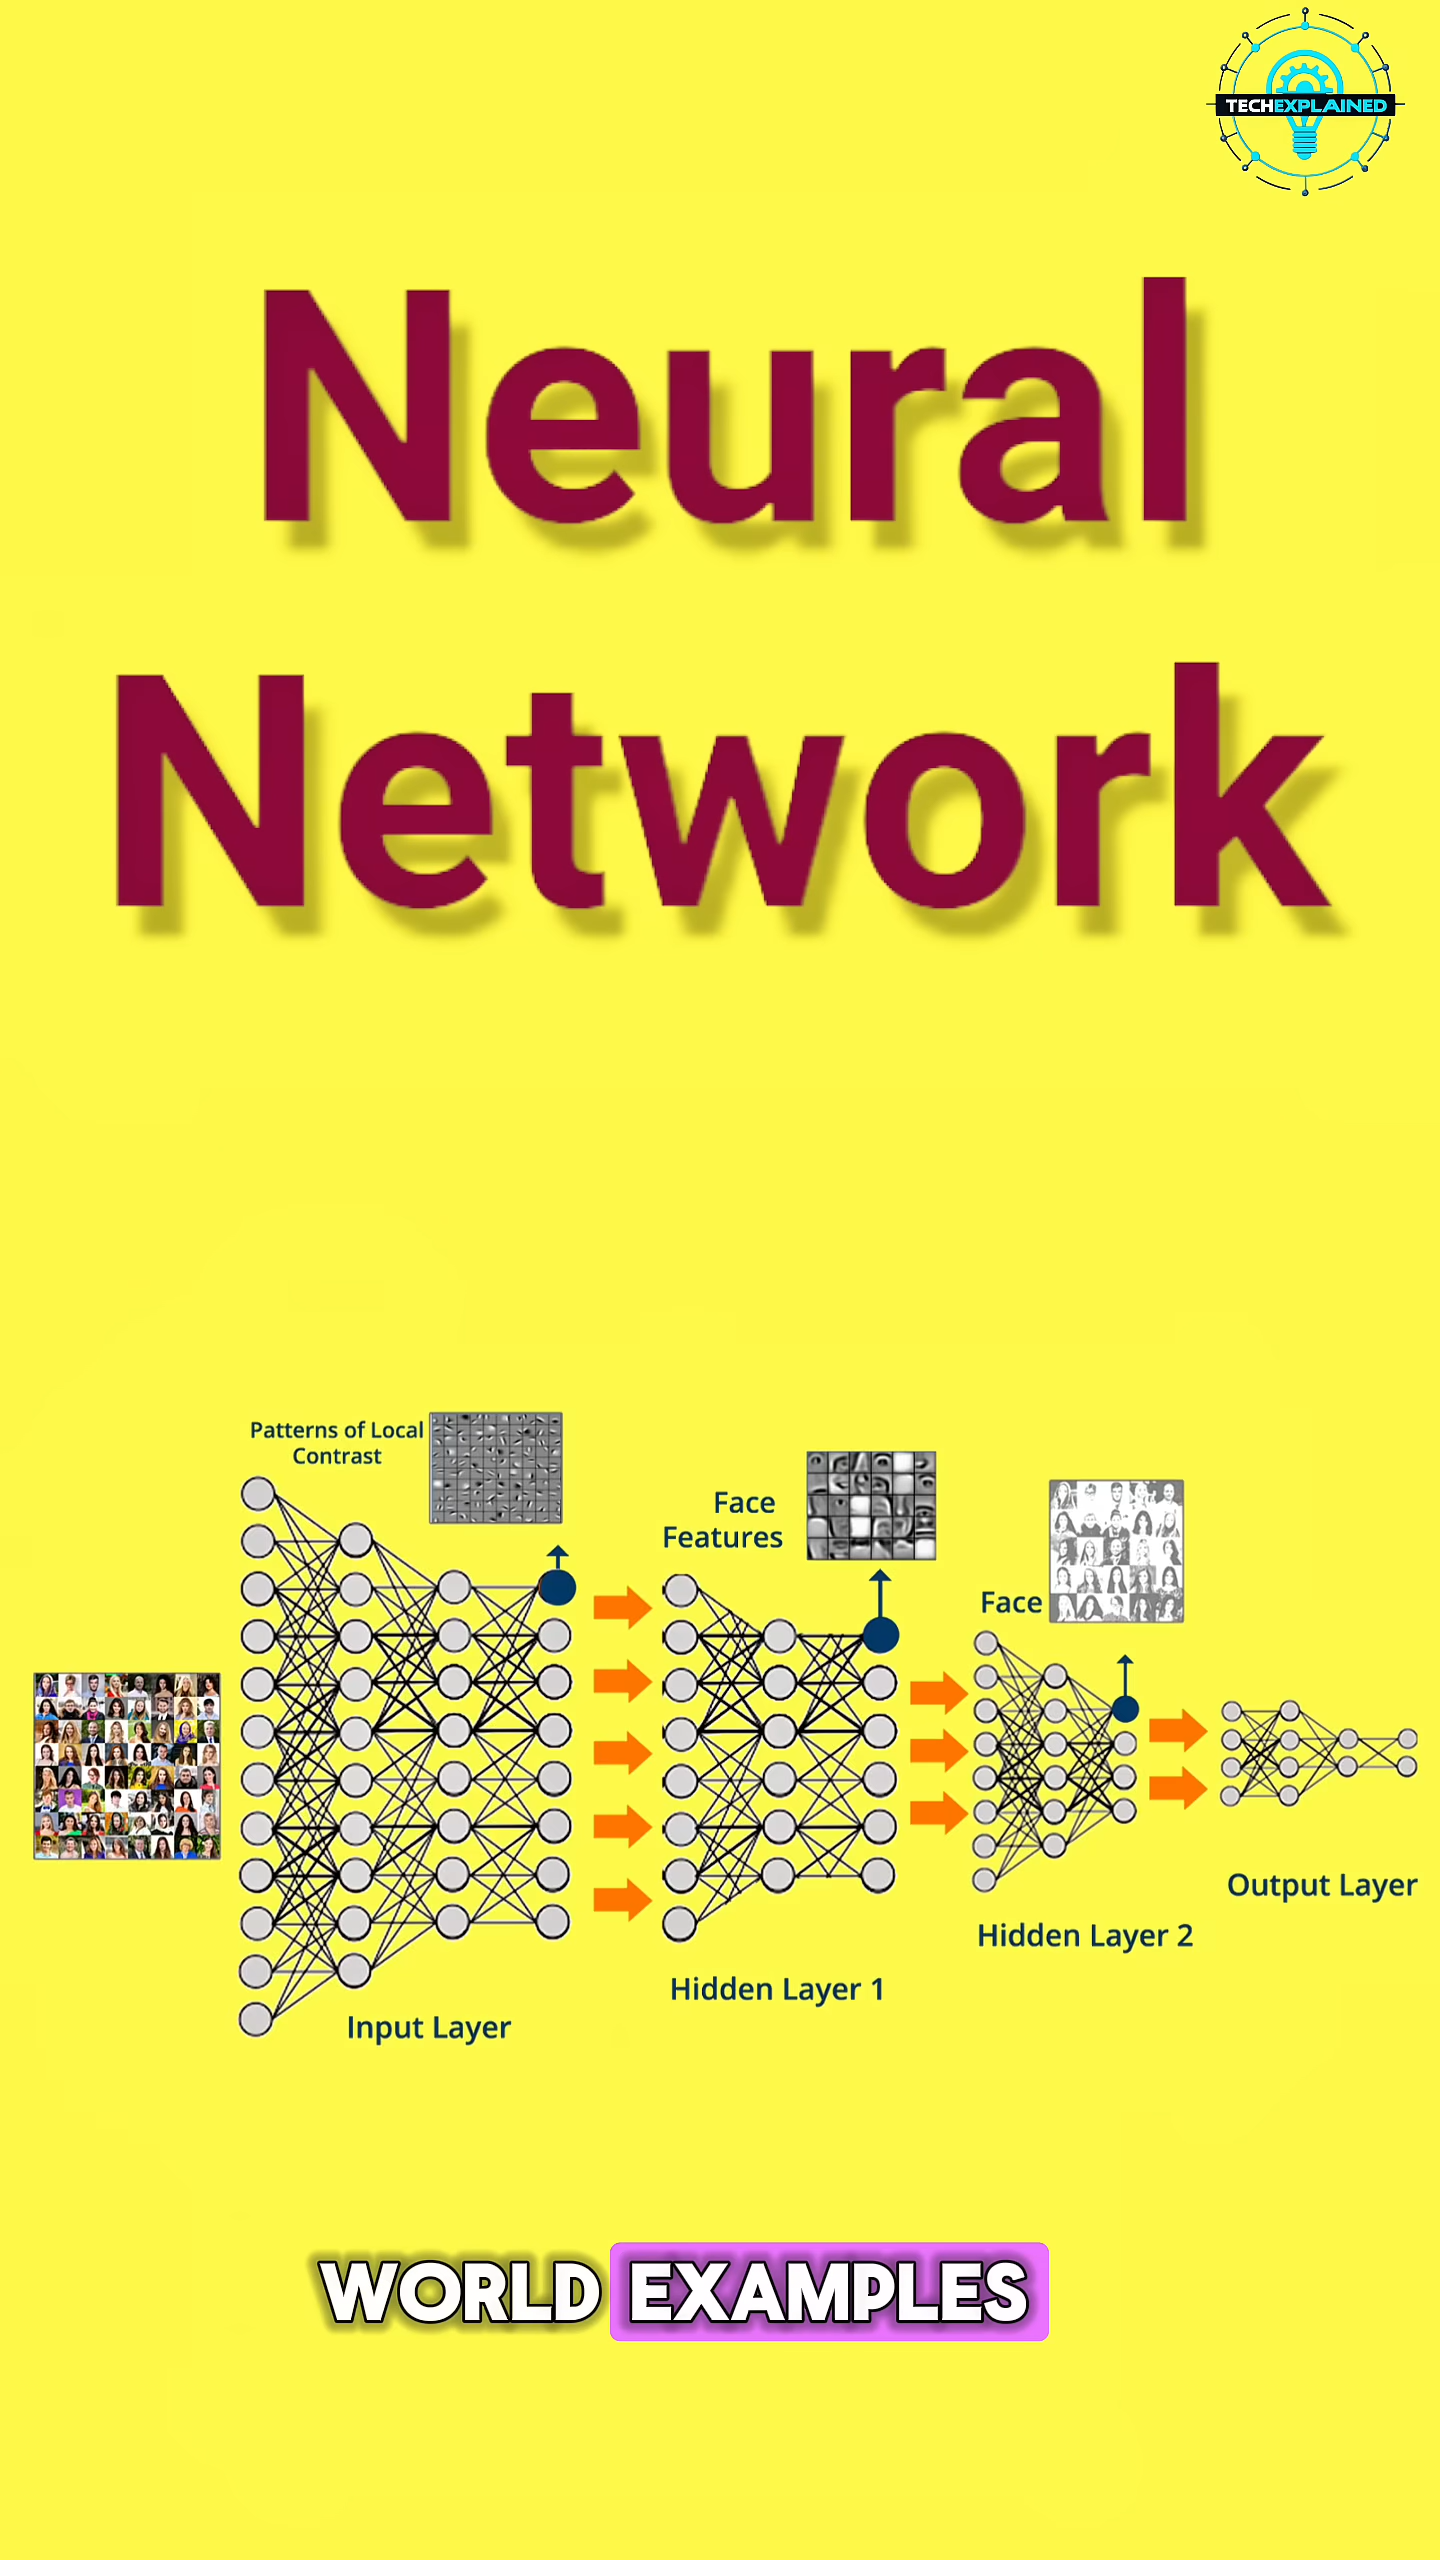 TECHEXPLAINED
Neural
Network
Patterns of Local
Contrast
Face
Features
Face
Output Layer
Hidden Layer 2
Hidden Layer 1
Input Layer
WORLD EXAMPLES